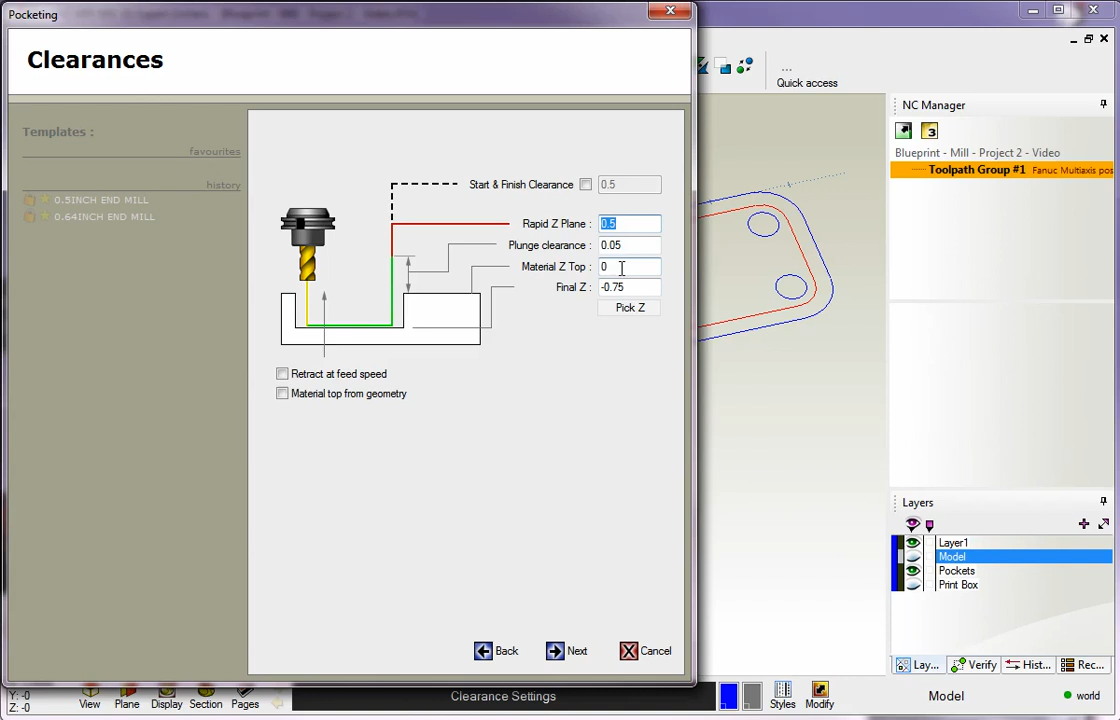 Pocketing
Clearances
Templates :
favourites
history
0.5INCH END MILL
0.64INCH END MILL
Start & Finish Clearance
0.5
Rapid Z Plane :
0.5
Plunge clearance :
0.05
Material Z Top :
0
Final Z :
-0.75
Pick Z
Retract at feed speed
Material top from geometry
Back
Next
Cancel
...
Quick access
NC Manager
3
Blueprint - Mill - Project 2 - Video
Toolpath Group #1 Fanuc Multiaxis pos
Layers
Layer1
Model
Pockets
Print Box
Lay...
Verify
Hist...
Rec...
Y: -0
Z: -0
View
Plane
Display
Section
Pages
Clearance Settings
Styles
Modify
Model
world